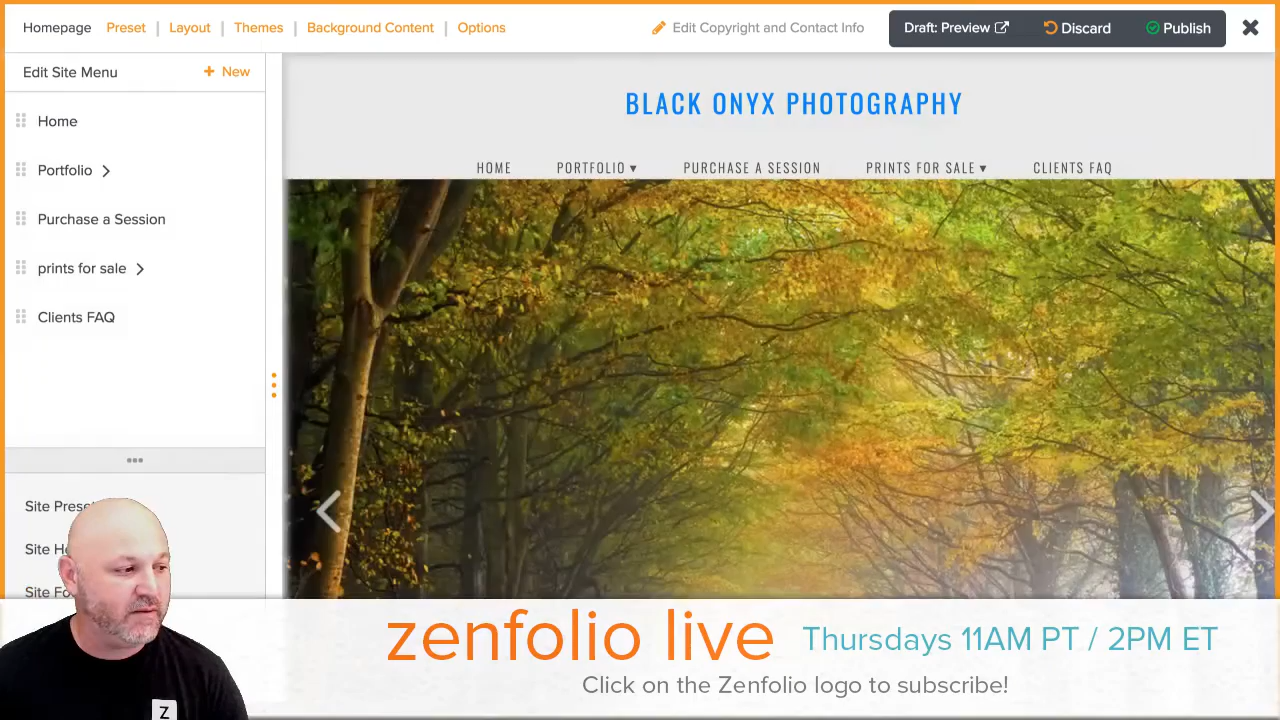 Homepage Preset | Layout | Themes | Background Content | Options Edit Copyright and Contact Info Draft: Preview Discard Publish
Edit Site Menu + New
Home
Portfolio
Purchase a Session
prints for sale
Clients FAQ
Site
Site
Site
BLACK ONYX PHOTOGRAPHY
HOME PORTFOLIO PURCHASE A SESSION PRINTS FOR SALE CLIENTS FAQ
zenfolio live Thursdays 11AM PT / 2PM ET
Click on the Zenfolio logo to subscribe!
Z